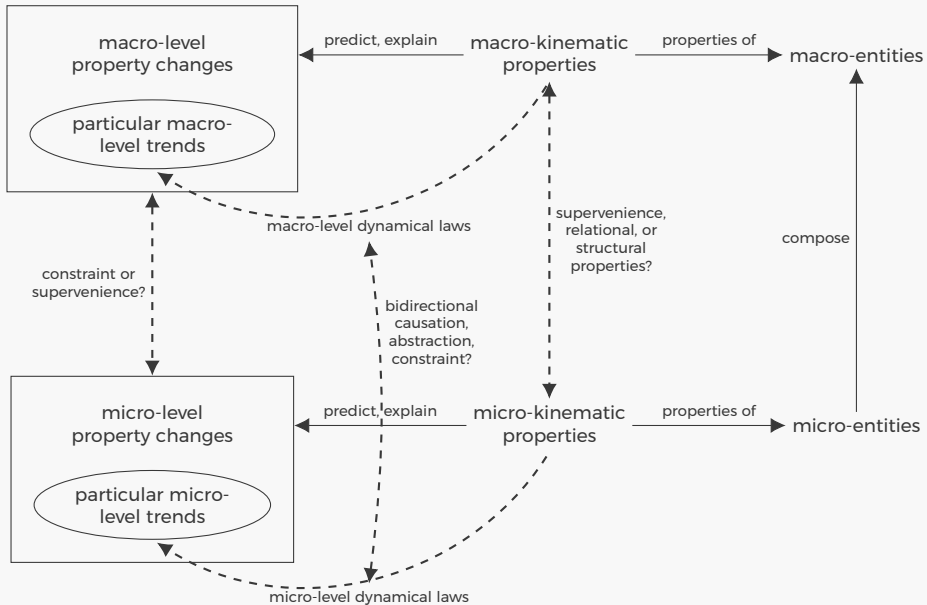 macro-level
property changes
particular macro-
level trends
predict, explain
macro-kinematic
properties
properties of
macro-entities
macro-level dynamical laws
supervenience,
relational, or
structural
properties?
compose
constraint or
supervenience?
bidirectional
causation,
abstraction,
constraint?
micro-level
property changes
particular micro-
level trends
predict, explain
micro-kinematic
properties
properties of
micro-entities
micro-level dynamical laws